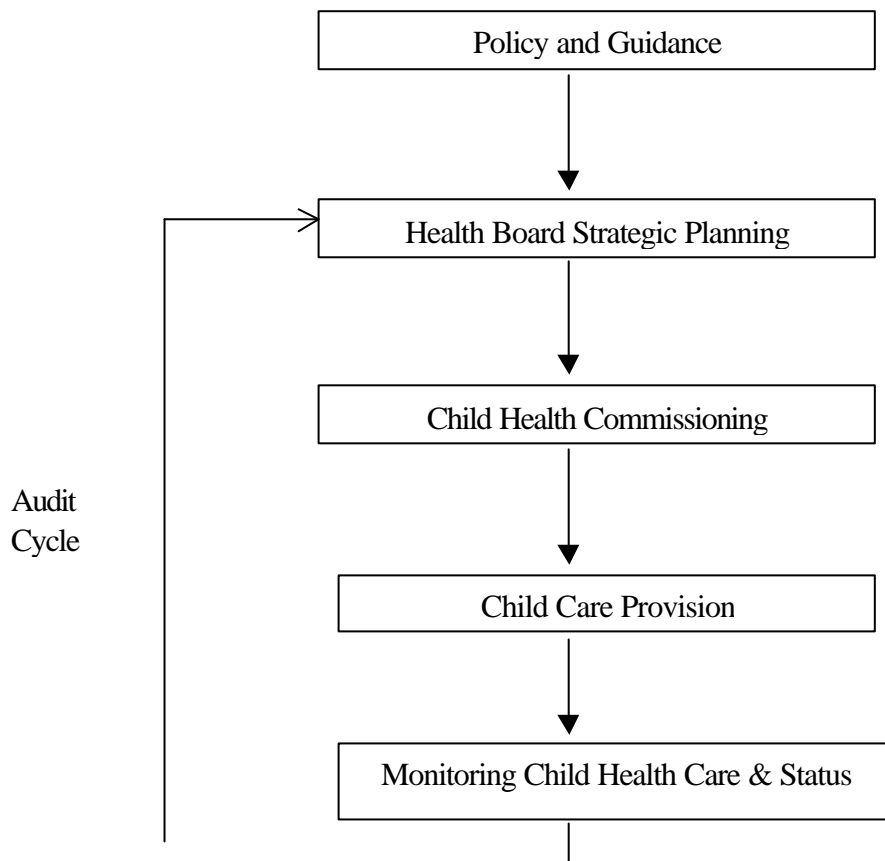 Policy and Guidance
Health Board Strategic Planning
Child Health Commissioning
Audit
Cycle
Child Care Provision
Monitoring Child Health Care & Status